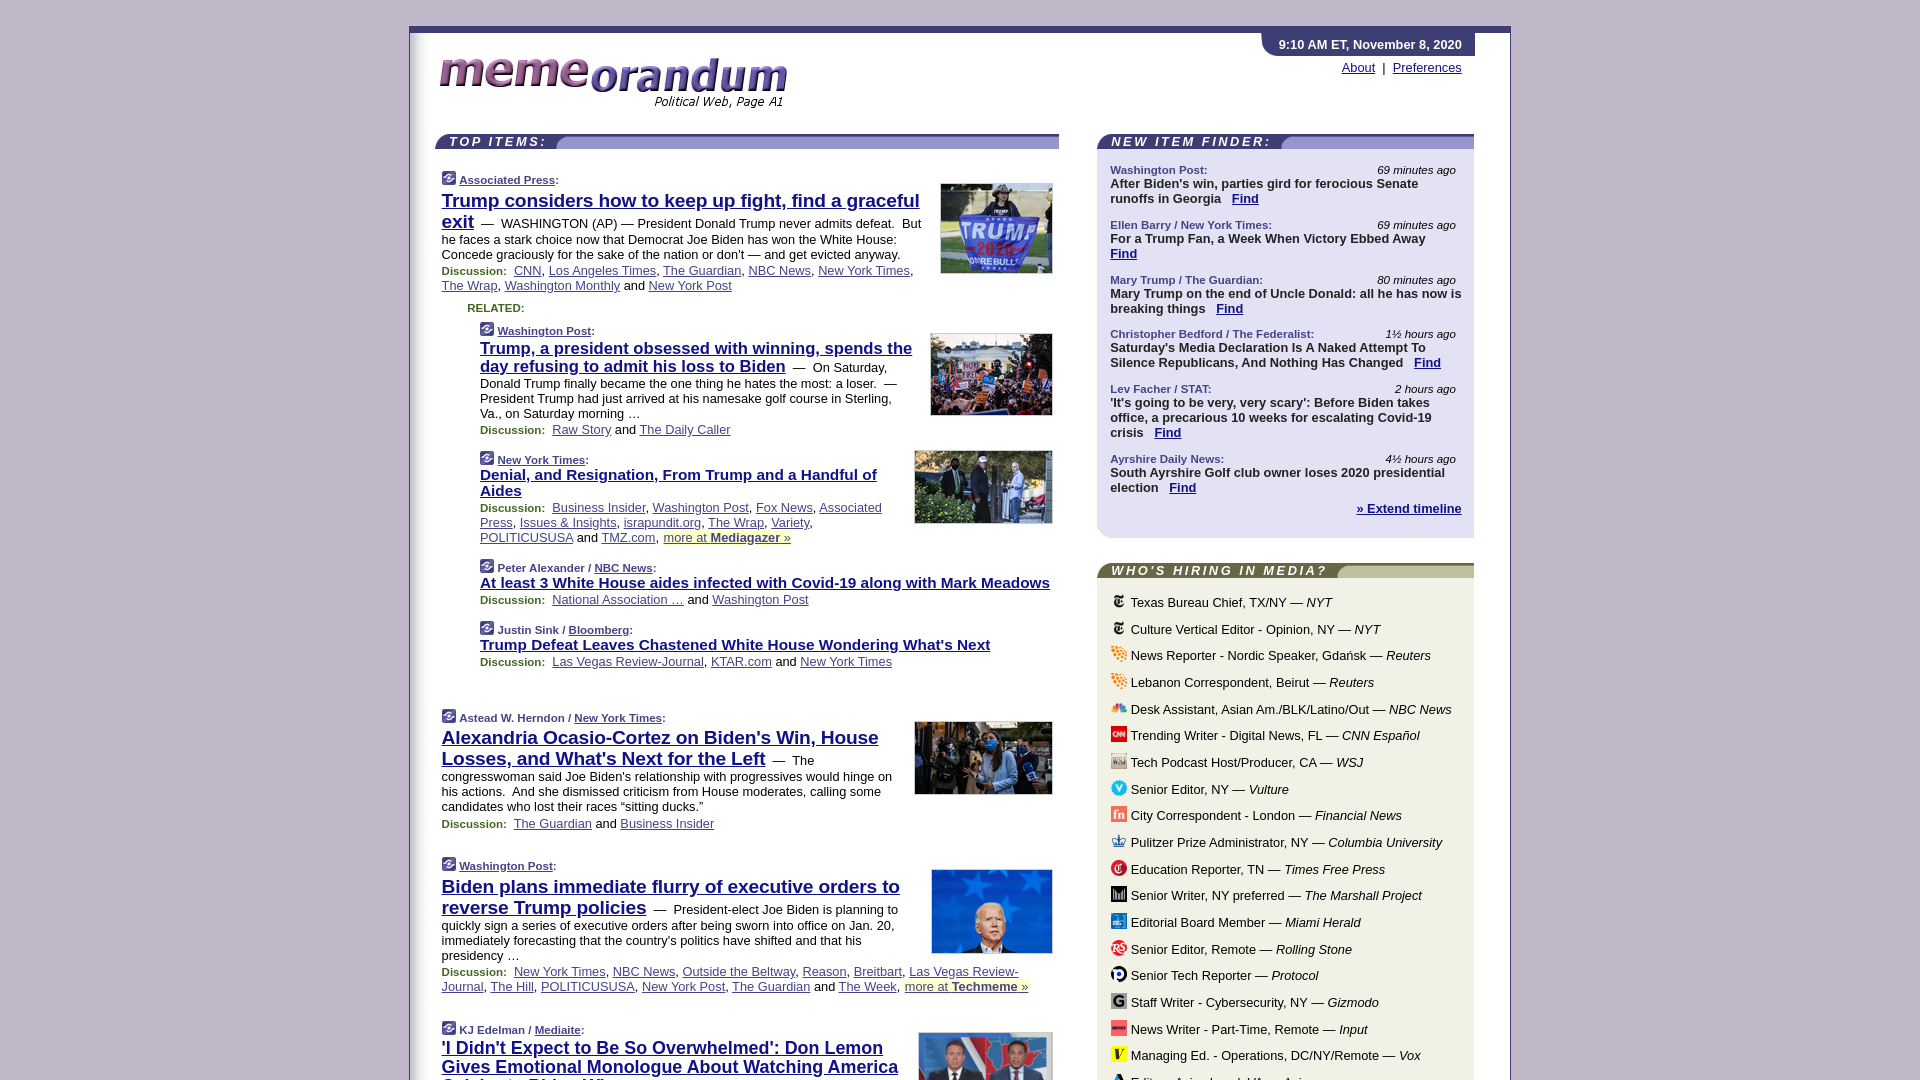 9:10 AM ET, November 8, 2020
About | Preferences
memeorandum
Political Web, Page A1
TOP ITEMS:
Associated Press:
Trump considers how to keep up fight, find a graceful
exit — WASHINGTON (AP) — President Donald Trump never admits defeat. But
he faces a stark choice now that Democrat Joe Biden has won the White House:
Concede graciously for the sake of the nation or don't — and get evicted anyway.
Discussion: CNN, Los Angeles Times, The Guardian, NBC News, New York Times,
The Wrap, Washington Monthly and New York Post
TRUMP
2020
RELATED:
Washington Post:
Trump, a president obsessed with winning, spends the
day refusing to admit his loss to Biden — On Saturday,
Donald Trump finally became the one thing he hates the most: a loser. —
President Trump had just arrived at his namesake golf course in Sterling,
Va., on Saturday morning …
Discussion: Raw Story and The Daily Caller
New York Times:
Denial, and Resignation, From Trump and a Handful of
Aides
Discussion: Business Insider, Washington Post, Fox News, Associated
Press, Issues & Insights, israpundit.org, The Wrap, Variety,
POLITICUSUSA and TMZ.com, more at Mediagazer »
Peter Alexander / NBC News:
At least 3 White House aides infected with Covid-19 along with Mark Meadows
Discussion: National Association … and Washington Post
Justin Sink / Bloomberg:
Trump Defeat Leaves Chastened White House Wondering What's Next
Discussion: Las Vegas Review-Journal, KTAR.com and New York Times
Astead W. Herndon / New York Times:
Alexandria Ocasio-Cortez on Biden's Win, House
Losses, and What's Next for the Left — The
congresswoman said Joe Biden's relationship with progressives would hinge on
his actions. And she dismissed criticism from House moderates, calling some
candidates who lost their races “sitting ducks.”
Discussion: The Guardian and Business Insider
Washington Post:
Biden plans immediate flurry of executive orders to
reverse Trump policies — President-elect Joe Biden is planning to
quickly sign a series of executive orders after being sworn into office on Jan. 20,
immediately forecasting that the country's politics have shifted and that his
presidency …
Discussion: New York Times, NBC News, Outside the Beltway, Reason, Breitbart, Las Vegas Review-
Journal, The Hill, POLITICUSUSA, New York Post, The Guardian and The Week, more at Techmeme »
KJ Edelman / Mediaite:
'I Didn't Expect to Be So Overwhelmed': Don Lemon
Gives Emotional Monologue About Watching America
NEW ITEM FINDER:
Washington Post: 69 minutes ago
After Biden's win, parties gird for ferocious Senate
runoffs in Georgia Find
Ellen Barry / New York Times: 69 minutes ago
For a Trump Fan, a Week When Victory Ebbed Away
Find
Mary Trump / The Guardian: 80 minutes ago
Mary Trump on the end of Uncle Donald: all he has now is
breaking things Find
Christopher Bedford / The Federalist: 1½ hours ago
Saturday's Media Declaration Is A Naked Attempt To
Silence Republicans, And Nothing Has Changed Find
Lev Facher / STAT: 2 hours ago
'It's going to be very, very scary': Before Biden takes
office, a precarious 10 weeks for escalating Covid-19
crisis Find
Ayrshire Daily News: 4½ hours ago
South Ayrshire Golf club owner loses 2020 presidential
election Find
» Extend timeline
WHO'S HIRING IN MEDIA?
Texas Bureau Chief, TX/NY — NYT
Culture Vertical Editor - Opinion, NY — NYT
News Reporter - Nordic Speaker, Gdańsk — Reuters
Lebanon Correspondent, Beirut — Reuters
Desk Assistant, Asian Am./BLK/Latino/Out — NBC News
Trending Writer - Digital News, FL — CNN Español
Tech Podcast Host/Producer, CA — WSJ
Senior Editor, NY — Vulture
City Correspondent - London — Financial News
Pulitzer Prize Administrator, NY — Columbia University
Education Reporter, TN — Times Free Press
Senior Writer, NY preferred — The Marshall Project
Editorial Board Member — Miami Herald
Senior Editor, Remote — Rolling Stone
Senior Tech Reporter — Protocol
Staff Writer - Cybersecurity, NY — Gizmodo
News Writer - Part-Time, Remote — Input
Managing Ed. - Operations, DC/NY/Remote — Vox